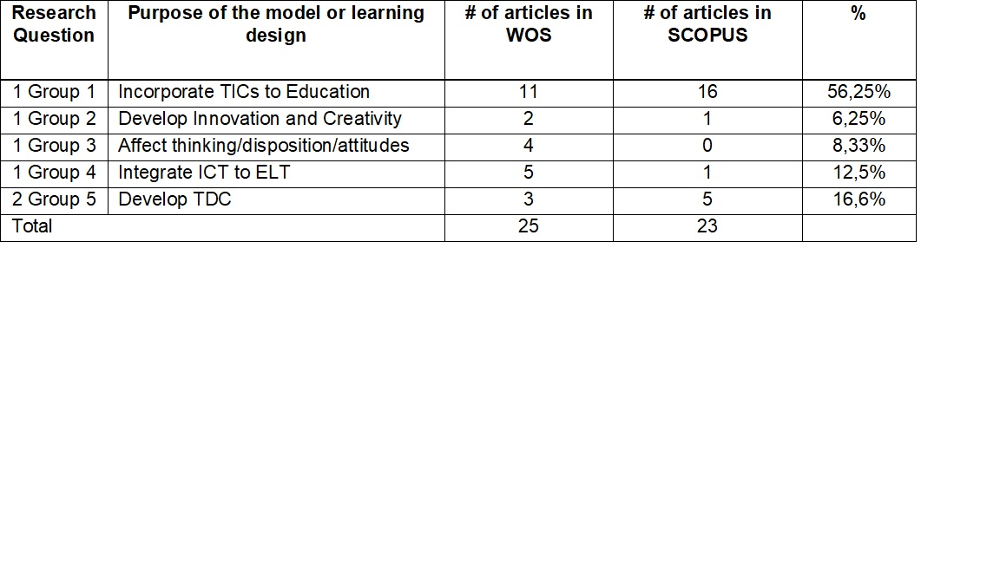 Research Question | Purpose of the model or learning design | # of articles in WOS | # of articles in SCOPUS | %
1 Group 1 | Incorporate TICs to Education | 11 | 16 | 56,25%
1 Group 2 | Develop Innovation and Creativity | 2 | 1 | 6,25%
1 Group 3 | Affect thinking/disposition/attitudes | 4 | 0 | 8,33%
1 Group 4 | Integrate ICT to ELT | 5 | 1 | 12,5%
2 Group 5 | Develop TDC | 3 | 5 | 16,6%
Total | 25 | 23